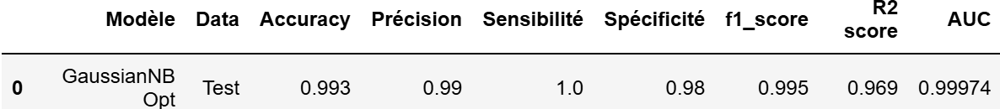 Modèle Data Accuracy Précision Sensibilité Spécificité f1_score R2 score AUC
0 GaussianNB Opt Test 0.993 0.99 1.0 0.98 0.995 0.969 0.99974